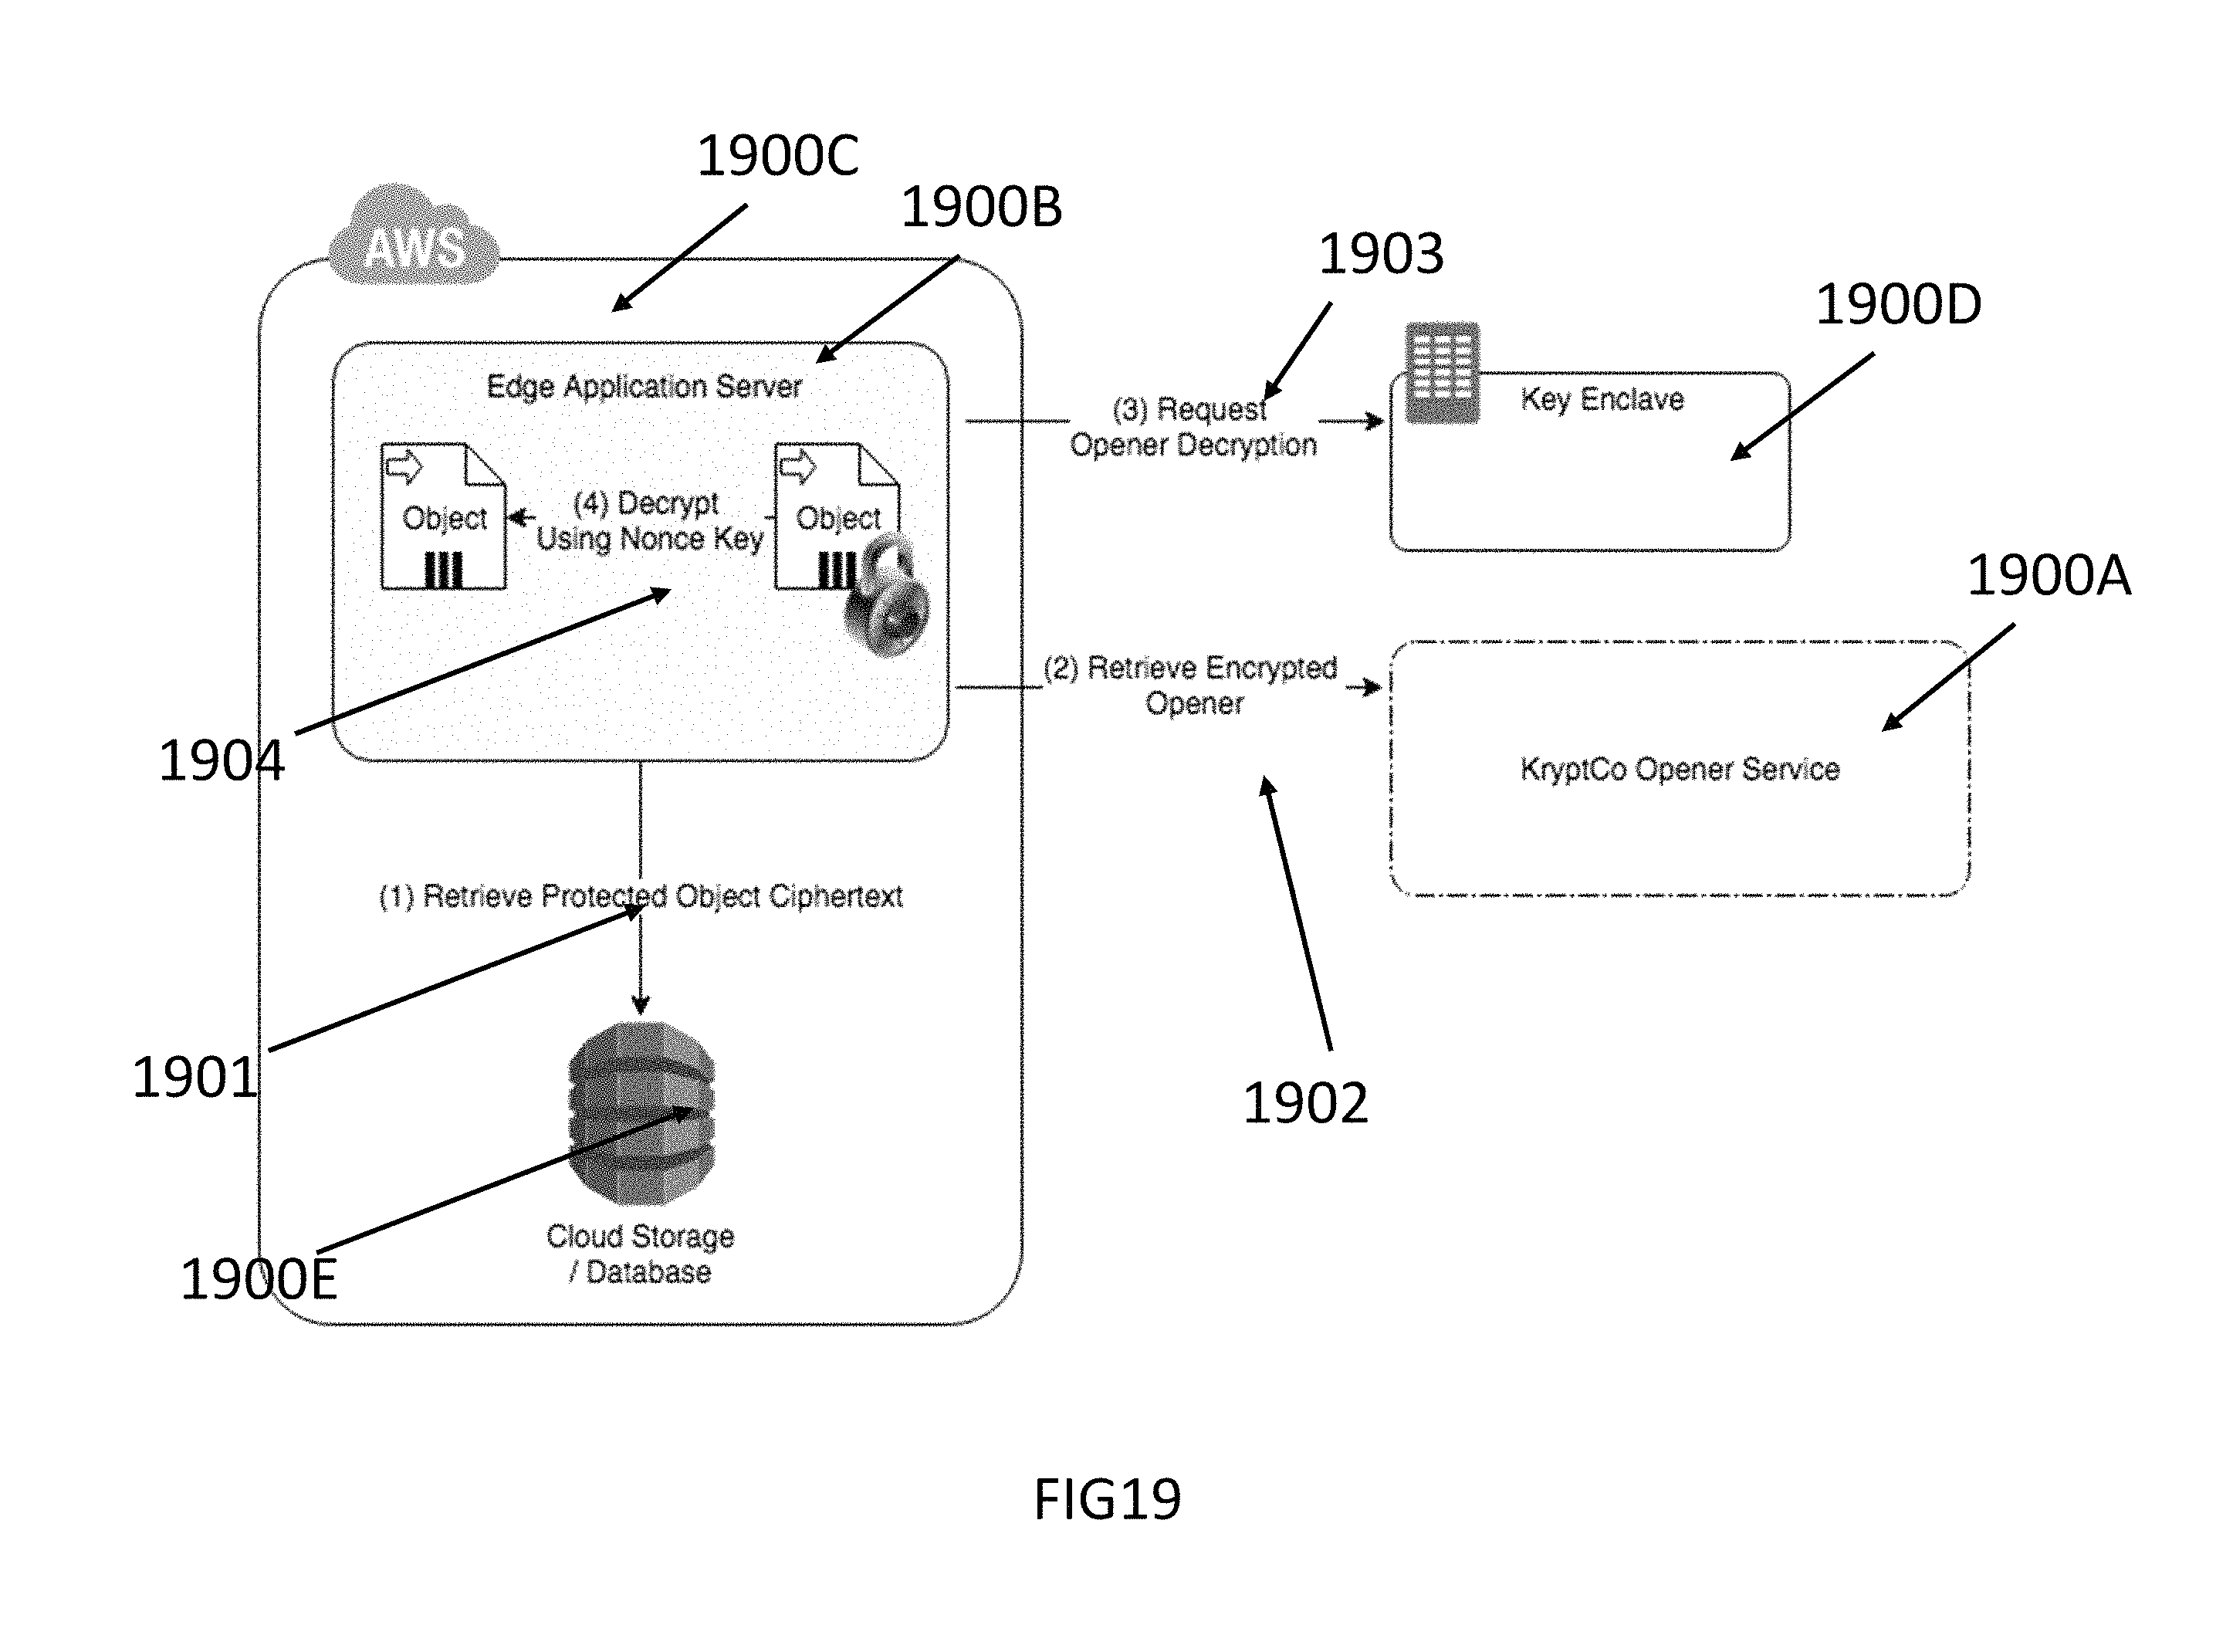 1900C
1900B
AWS
1903
1900D
Edge Application Server
Key Enclave
(3) Request
Opener Decryption
Object
(4) Decrypt
Using Nonce Key
Object
1900A
(2) Retrieve Encrypted
Opener
1904
KryptCo Opener Service
(1) Retrieve Protected Object Ciphertext
1901
1902
Cloud Storage
/ Database
1900E
FIG19